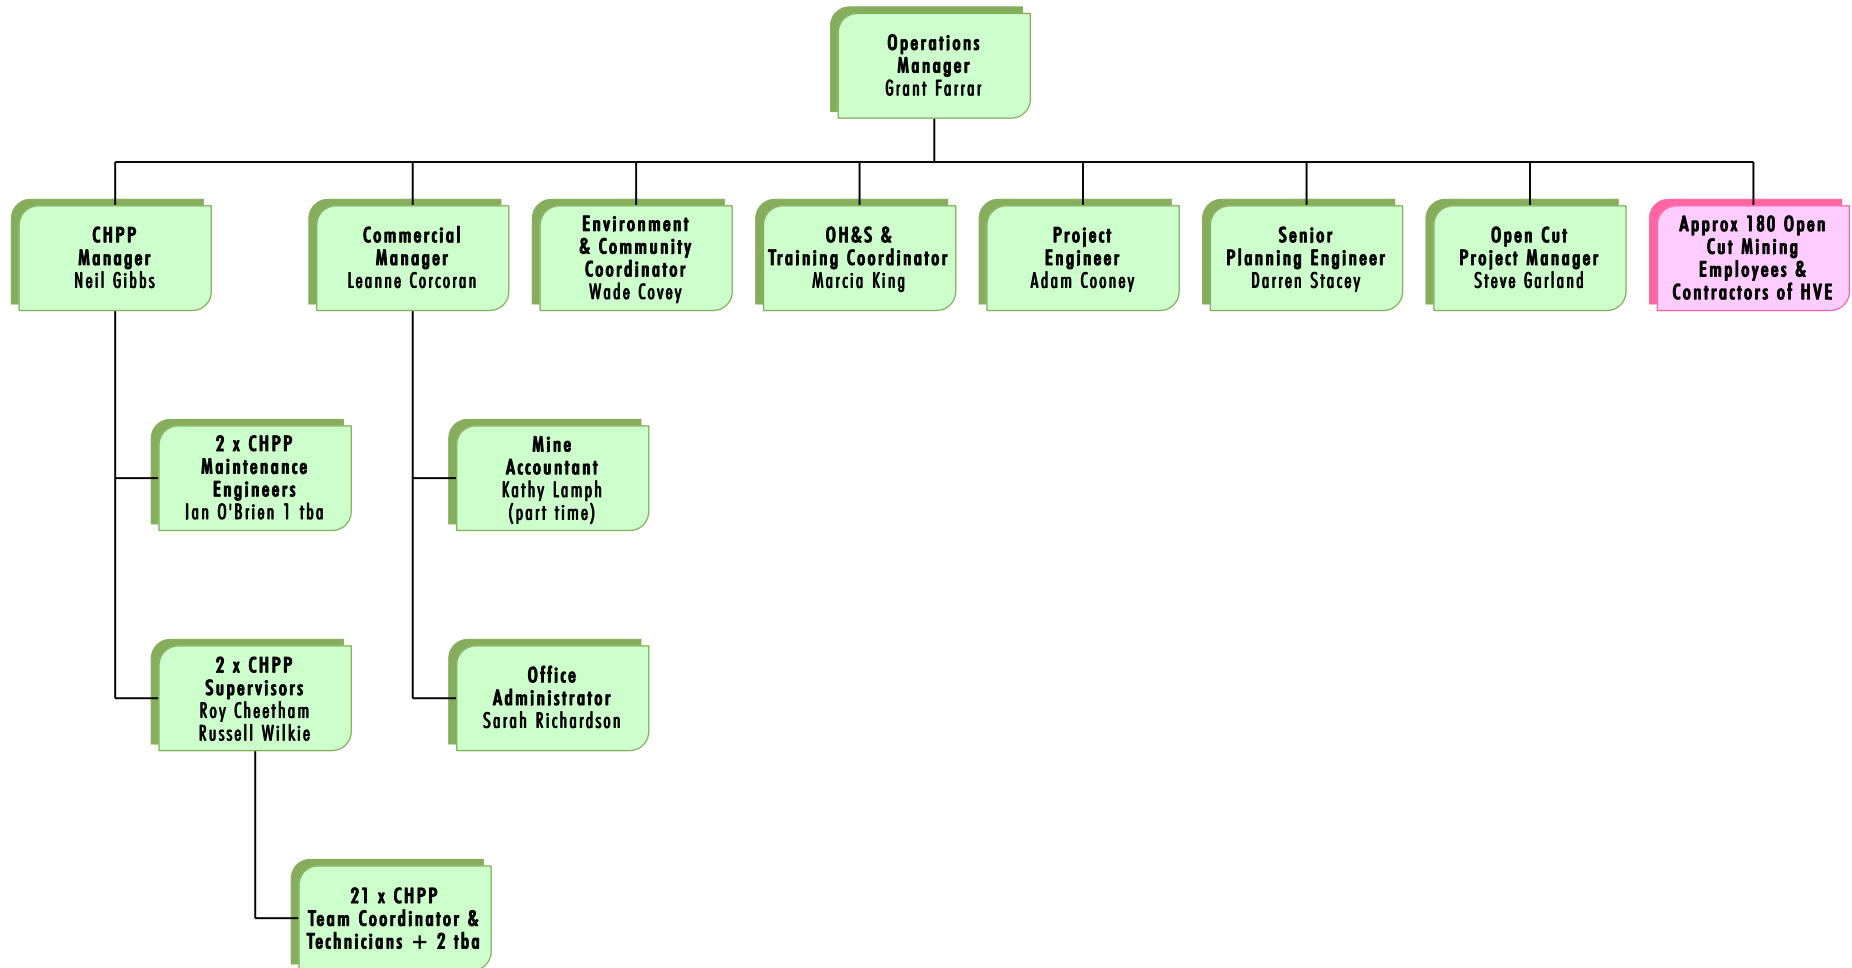 Operations
Manager
Grant Farrar
CHPP
Manager
Neil Gibbs
Commercial
Manager
Leanne Corcoran
Environment
& Community
Coordinator
Wade Covey
OH&S &
Training Coordinator
Marcia King
Project
Engineer
Adam Cooney
Senior
Planning Engineer
Darren Stacey
Open Cut
Project Manager
Steve Garland
Approx 180 Open
Cut Mining
Employees &
Contractors of HVE
2 x CHPP
Maintenance
Engineers
Ian O'Brien 1 tba
Mine
Accountant
Kathy Lamph
(part time)
2 x CHPP
Supervisors
Roy Cheetham
Russell Wilkie
Office
Administrator
Sarah Richardson
21 x CHPP
Team Coordinator &
Technicians + 2 tba